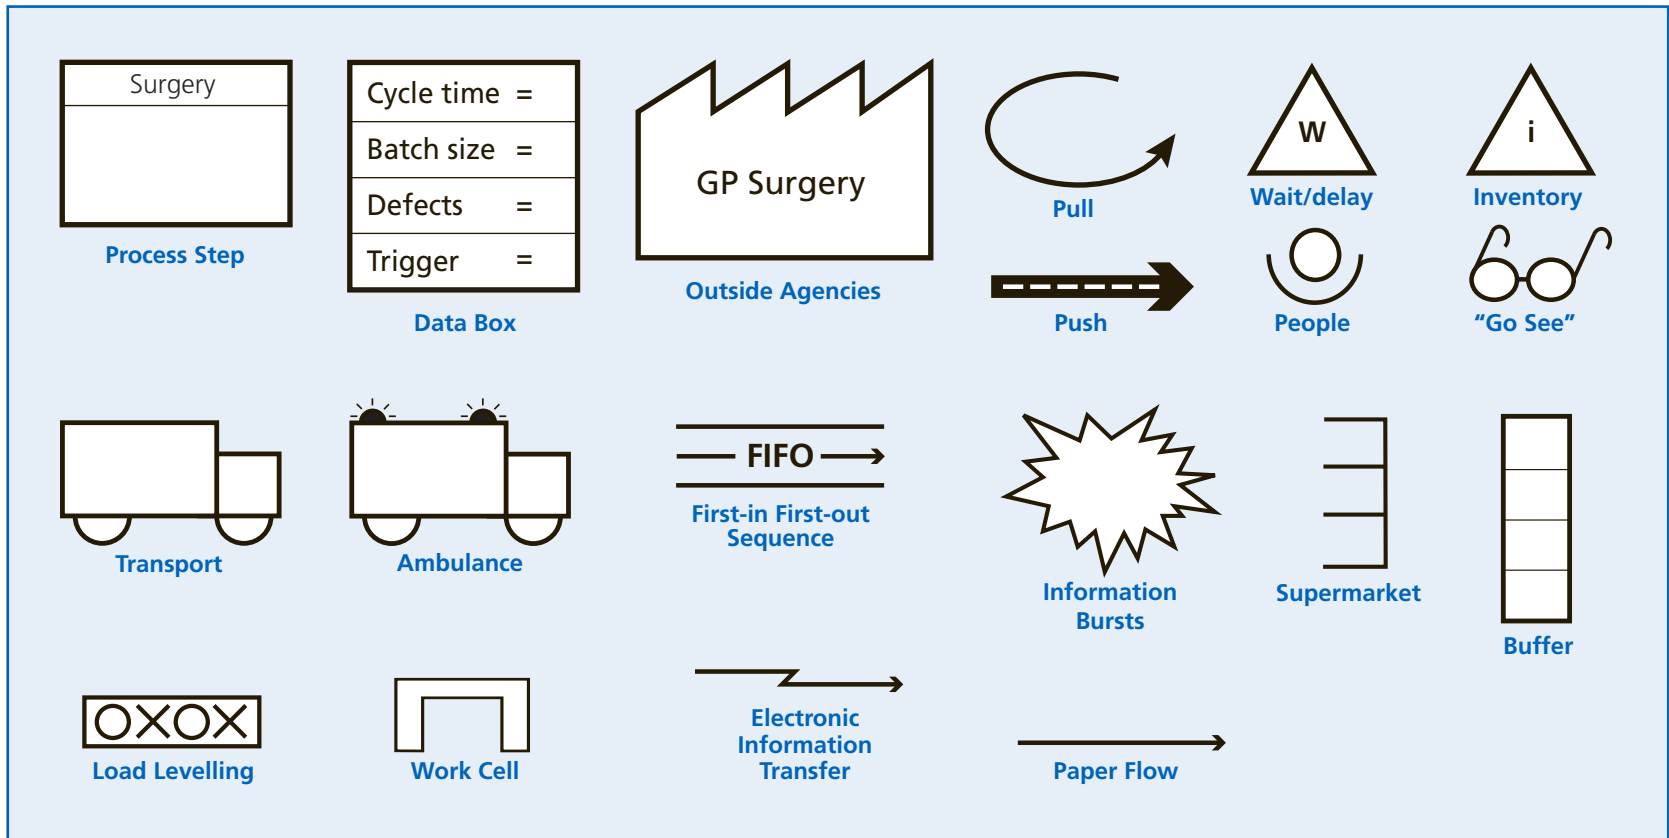 Surgery
Process Step
Cycle time =
Batch size =
Defects =
Trigger =
Data Box
GP Surgery
Outside Agencies
Pull
Push
W
Wait/delay
People
i
Inventory
“Go See”
Transport
Ambulance
FIFO
First-in First-out
Sequence
Information
Bursts
Supermarket
Buffer
OXOX
Load Levelling
Work Cell
Electronic
Information
Transfer
Paper Flow